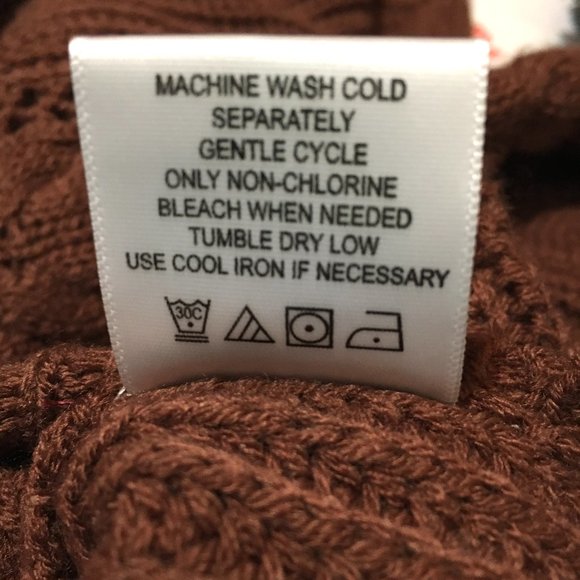 MACHINE WASH COLD
SEPARATELY
GENTLE CYCLE
ONLY NON-CHLORINE
BLEACH WHEN NEEDED
TUMBLE DRY LOW
USE COOL IRON IF NECESSARY
30C